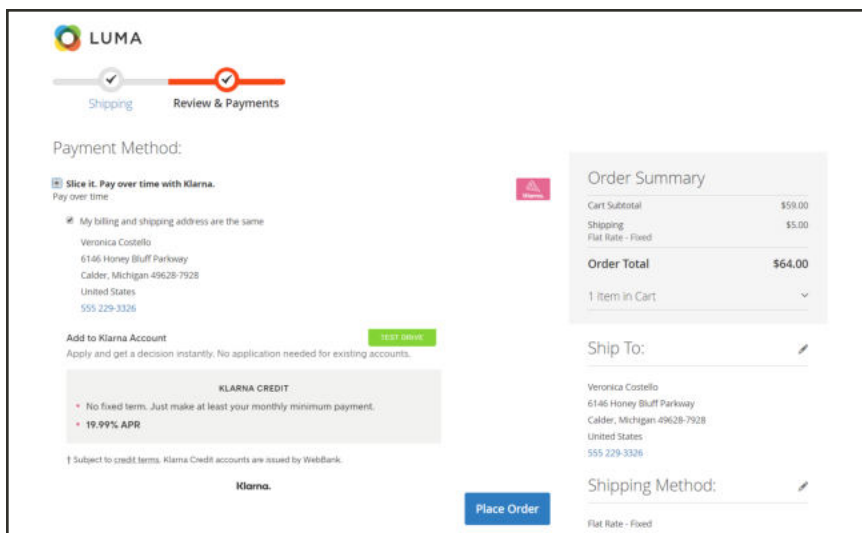 LUMA
Shipping
Review & Payments
Payment Method:
Slice it. Pay over time with Klarna.
Pay over time
Klarna.
My billing and shipping address are the same
Veronica Costello
6146 Honey Bluff Parkway
Calder, Michigan 49628-7928
United States
555 229-3326
Add to Klarna Account
TEST DRIVE
Apply and get a decision instantly. No application needed for existing accounts.
KLARNA CREDIT
• No fixed term. Just make at least your monthly minimum payment.
• 19.99% APR
† Subject to credit terms. Klarna Credit accounts are issued by WebBank.
Klarna.
Place Order
Order Summary
Cart Subtotal $59.00
Shipping $5.00
Flat Rate - Fixed
Order Total $64.00
1 Item in Cart
Ship To:
Veronica Costello
6146 Honey Bluff Parkway
Calder, Michigan 49628-7928
United States
555 229-3326
Shipping Method:
Flat Rate - Fixed